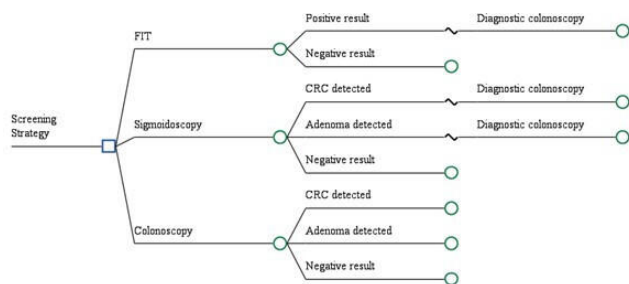 Positive result
Diagnostic colonoscopy
FIT
Negative result
CRC detected
Diagnostic colonoscopy
Screening
Strategy
Sigmoidoscopy
Adenoma detected
Diagnostic colonoscopy
Negative result
CRC detected
Colonoscopy
Adenoma detected
Negative result